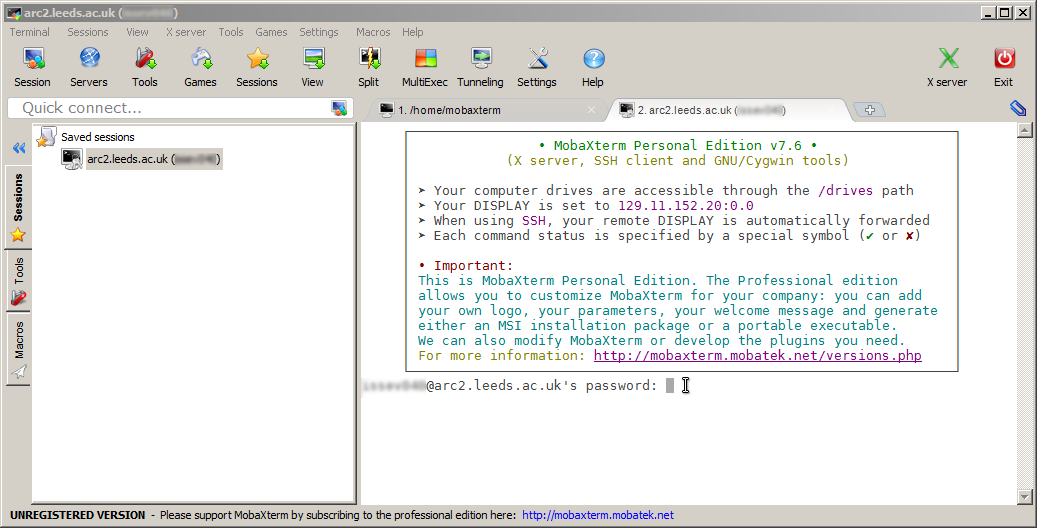 arc2.leeds.ac.uk (
Terminal Sessions View X server Tools Games Settings Macros Help
Session Servers Tools Games Sessions View Split MultiExec Tunneling Settings Help X server Exit
Quick connect...
1. /home/mobaxterm
2. arc2.leeds.ac.uk ( )
Saved sessions
arc2.leeds.ac.uk ( )
Sessions
Tools
Macros
• MobaXterm Personal Edition v7.6 •
(X server, SSH client and GNU/Cygwin tools)
➤ Your computer drives are accessible through the /drives path
➤ Your DISPLAY is set to 129.11.152.20:0.0
➤ When using SSH, your remote DISPLAY is automatically forwarded
➤ Each command status is specified by a special symbol (✔ or ✘)
• Important:
This is MobaXterm Personal Edition. The Professional edition
allows you to customize MobaXterm for your company: you can add
your own logo, your parameters, your welcome message and generate
either an MSI installation package or a portable executable.
We can also modify MobaXterm or develop the plugins you need.
For more information: http://mobaxterm.mobatek.net/versions.php
@arc2.leeds.ac.uk's password:
UNREGISTERED VERSION - Please support MobaXterm by subscribing to the professional edition here: http://mobaxterm.mobatek.net